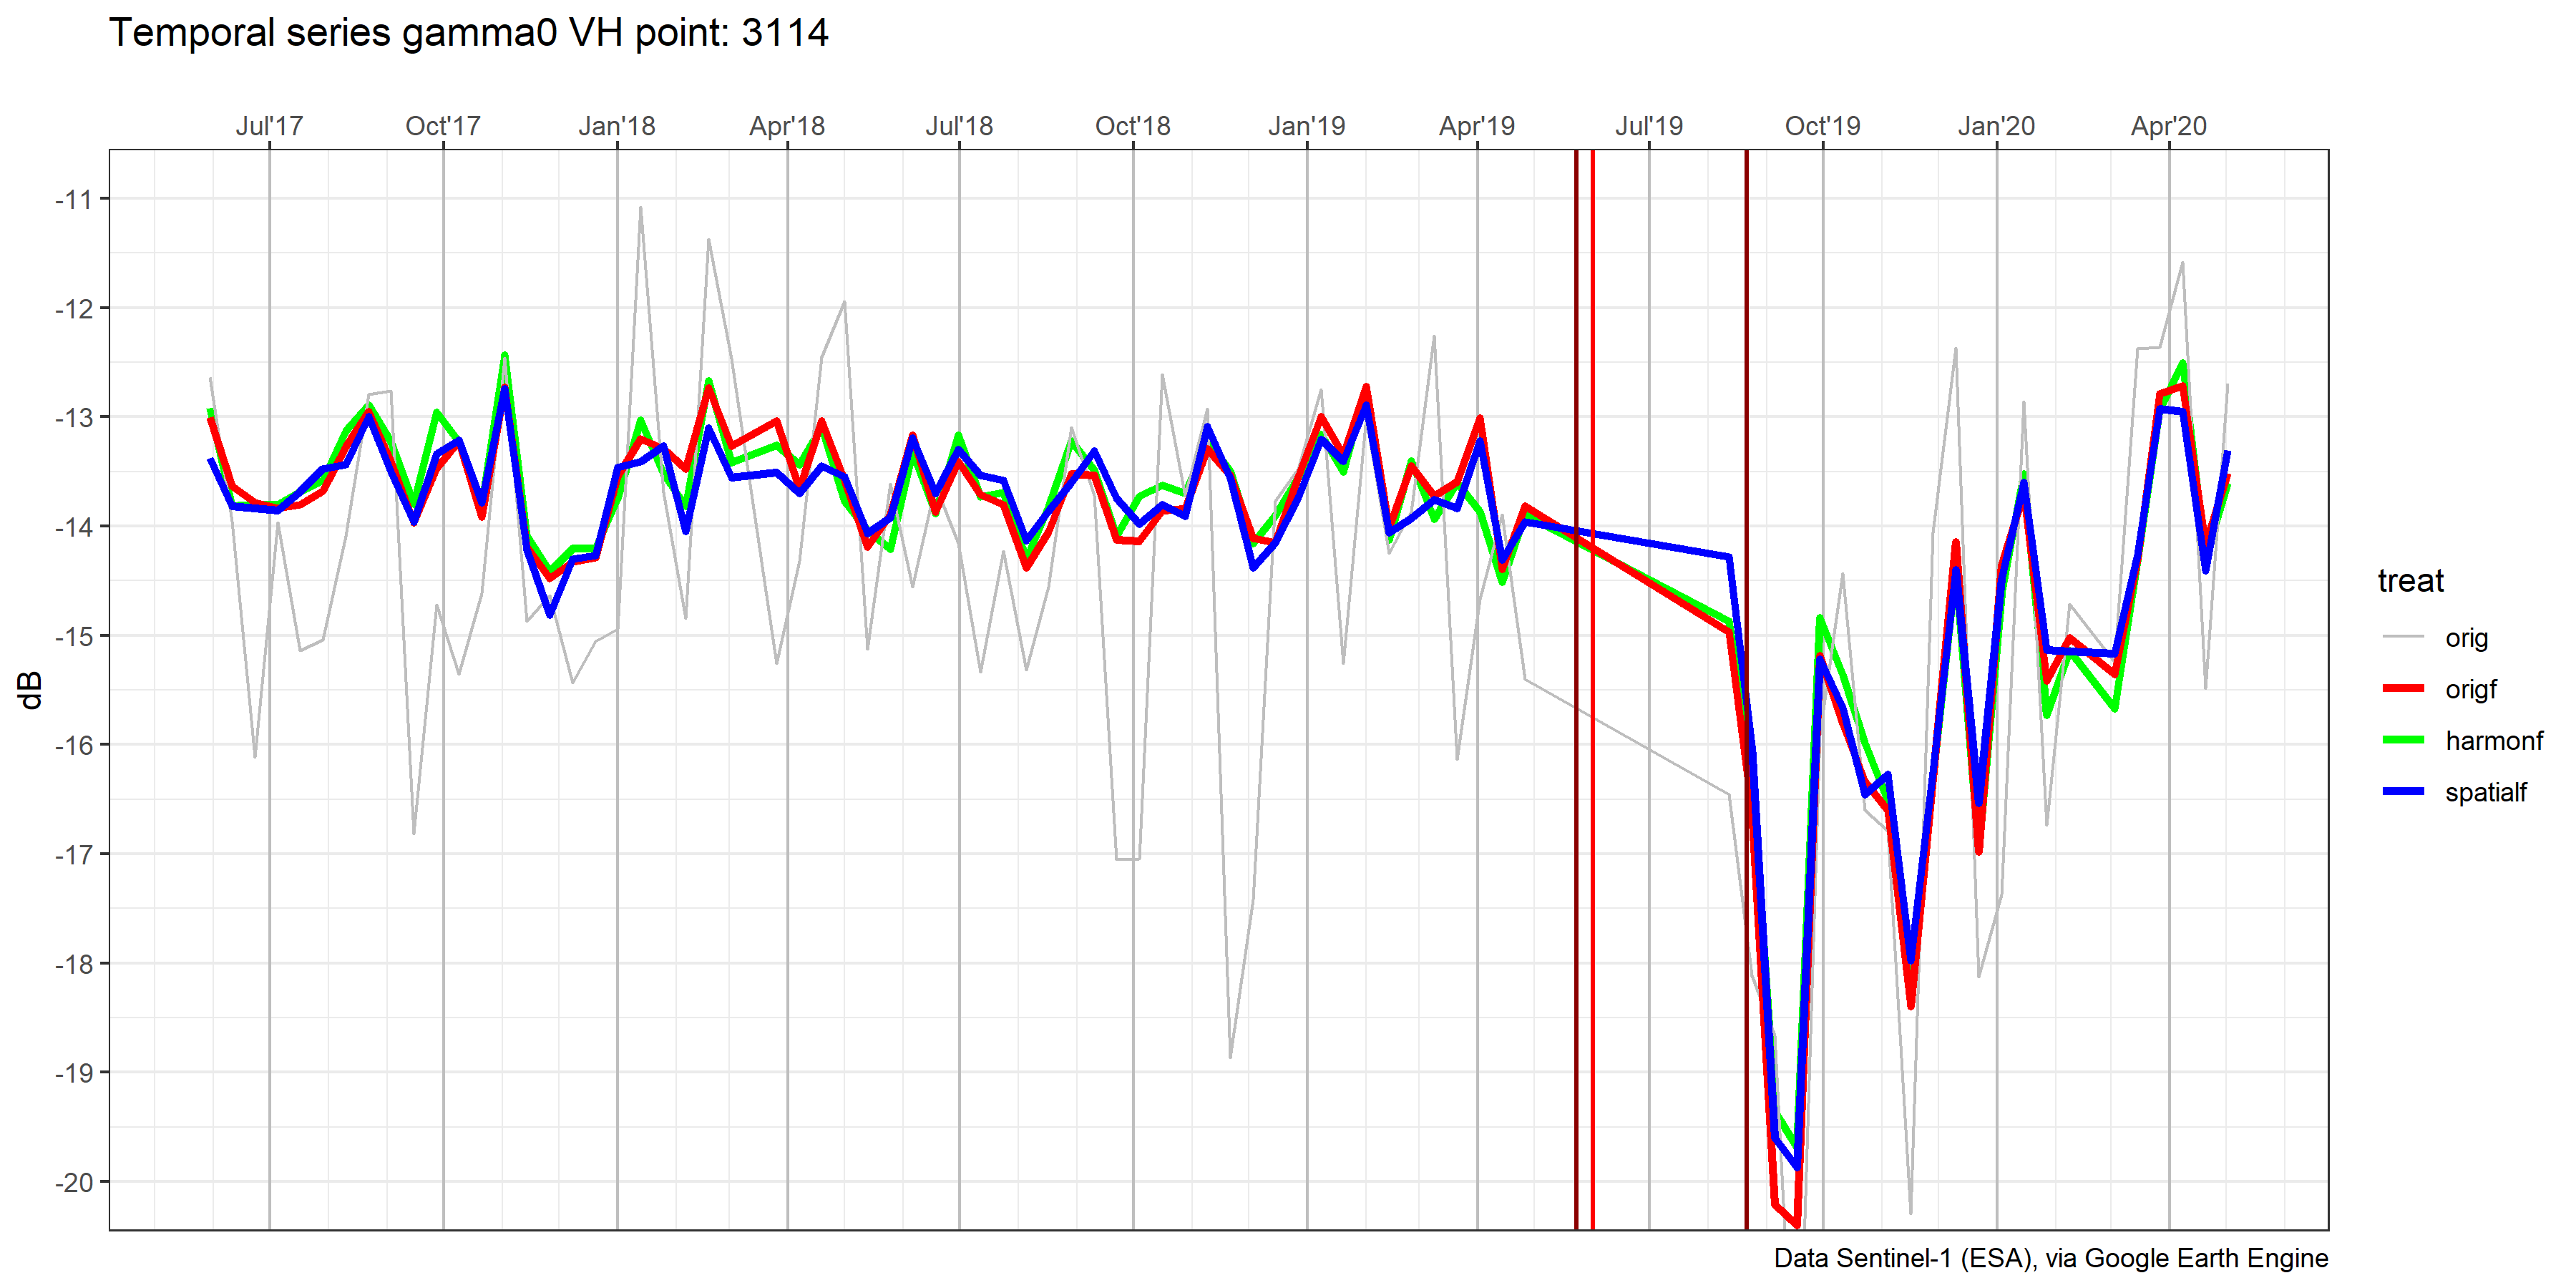 Temporal series gamma0 VH point: 3114
Jul'17 Oct'17 Jan'18 Apr'18 Jul'18 Oct'18 Jan'19 Apr'19 Jul'19 Oct'19 Jan'20 Apr'20
-11
-12
-13
-14
-15
-16
-17
-18
-19
-20
dB
treat
orig
origf
harmonf
spatialf
Data Sentinel-1 (ESA), via Google Earth Engine